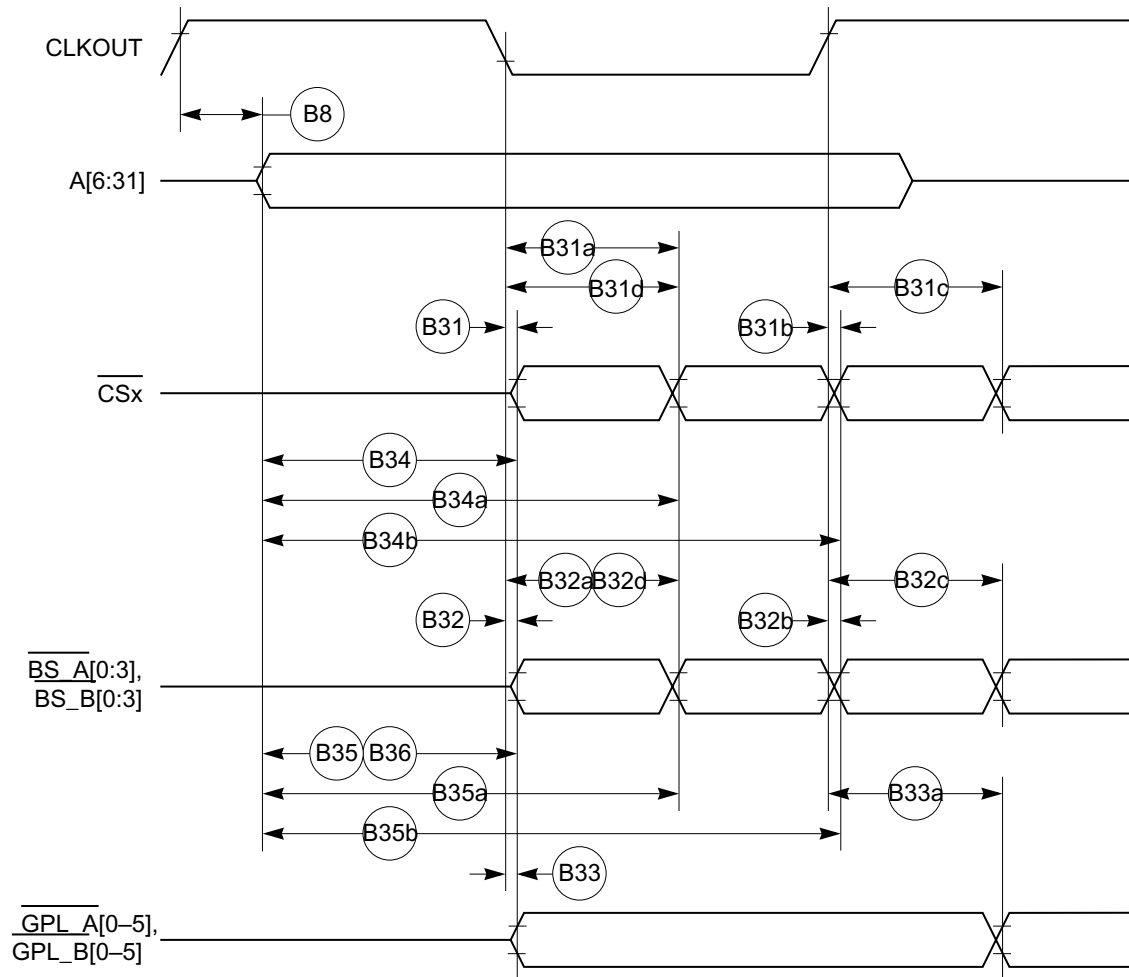 CLKOUT
B8
A[6:31]
B31a
B31d
B31c
B31
B31b
CSx
B34
B34a
B34b
B32a B32d
B32c
B32
B32b
BS_A[0:3],
BS_B[0:3]
B35 B36
B35a
B33a
B35b
B33
GPL_A[0–5],
GPL_B[0–5]